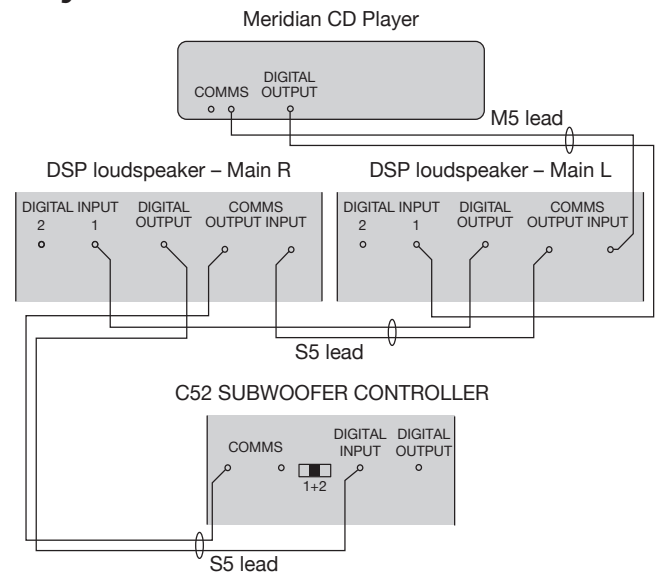 Meridian CD Player
COMMS
DIGITAL
OUTPUT
M5 lead
DSP loudspeaker – Main R
DIGITAL INPUT
2 1
DIGITAL
OUTPUT
COMMS
OUTPUT INPUT
DSP loudspeaker – Main L
DIGITAL INPUT
2 1
DIGITAL
OUTPUT
COMMS
OUTPUT INPUT
S5 lead
C52 SUBWOOFER CONTROLLER
COMMS
1+2
DIGITAL
INPUT
DIGITAL
OUTPUT
S5 lead